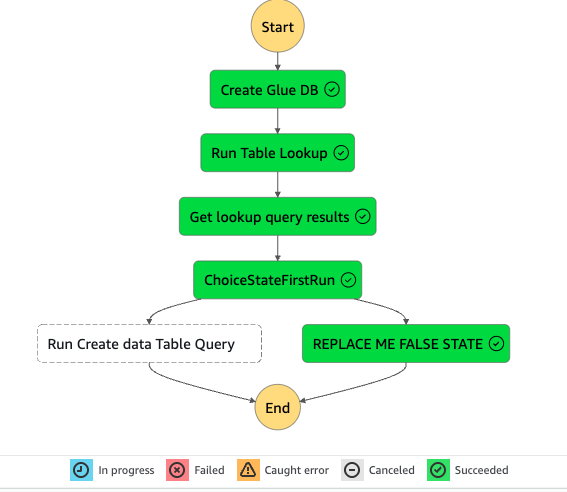 Start
Create Glue DB
Run Table Lookup
Get lookup query results
ChoiceStateFirstRun
Run Create data Table Query
REPLACE ME FALSE STATE
End
In progress Failed Caught error Canceled Succeeded